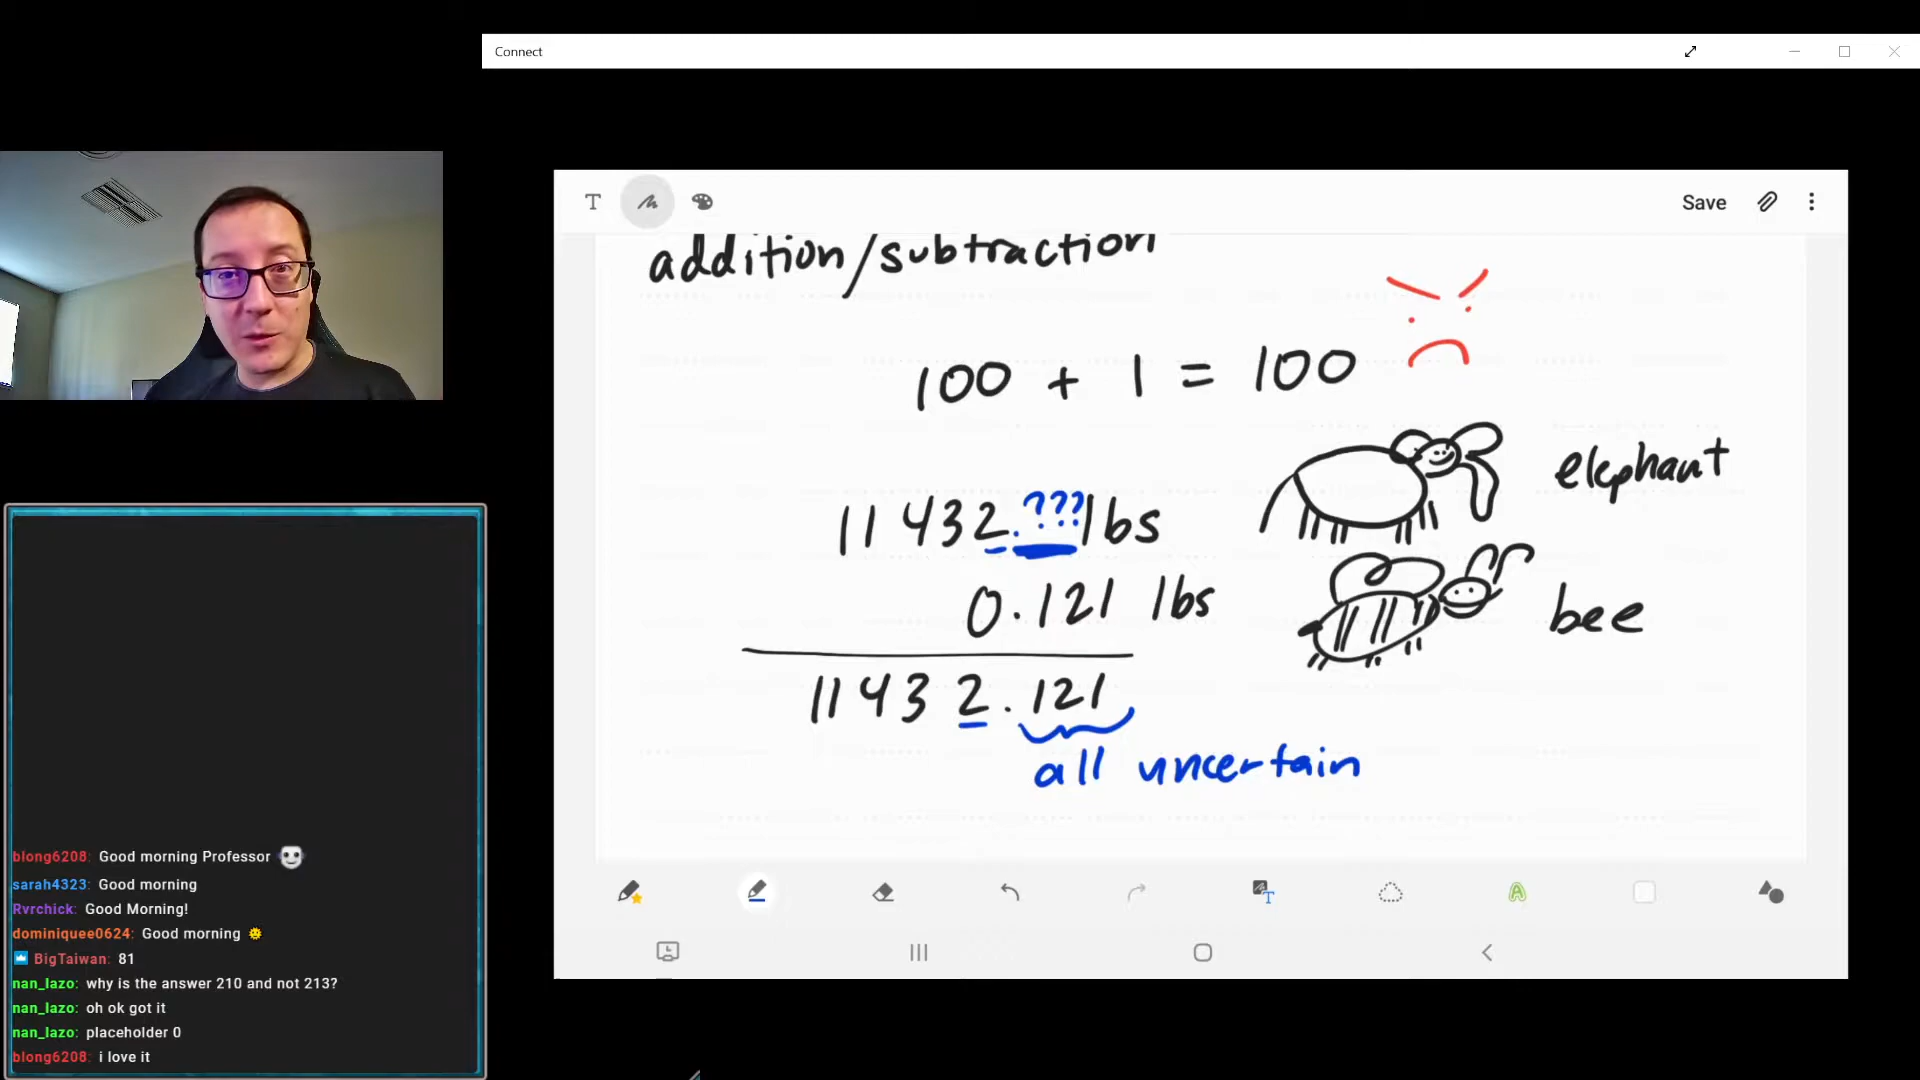 Connect
T
Save
addition/subtraction
100 + 1 = 100
11432.???lbs
elephant
0.121 lbs
bee
11432.121
all uncertain
blong6208: Good morning Professor
sarah4323: Good morning
Rvrchick: Good Morning!
dominiquee0624: Good morning
BigTaiwan: 81
nan_lazo: why is the answer 210 and not 213?
nan_lazo: oh ok got it
nan_lazo: placeholder 0
blong6208: i love it